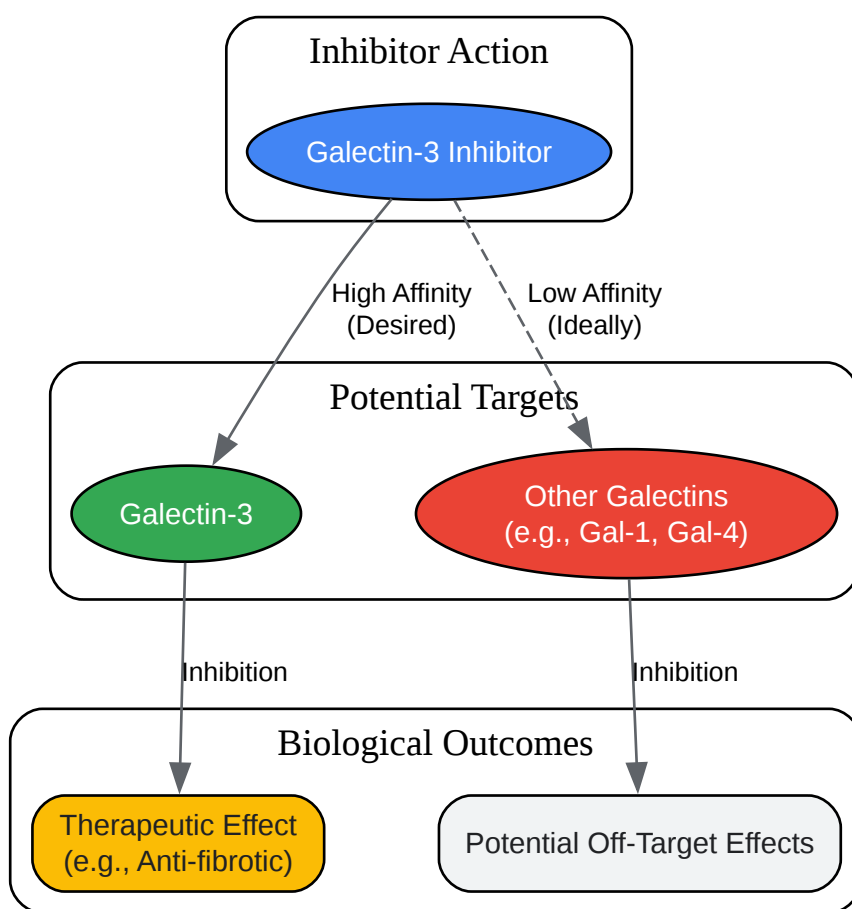 Inhibitor Action
Galectin-3 Inhibitor
High Affinity
(Desired)
Low Affinity
(Ideally)
Potential Targets
Galectin-3
Other Galectins
(e.g., Gal-1, Gal-4)
Inhibition
Inhibition
Biological Outcomes
Therapeutic Effect
(e.g., Anti-fibrotic)
Potential Off-Target Effects